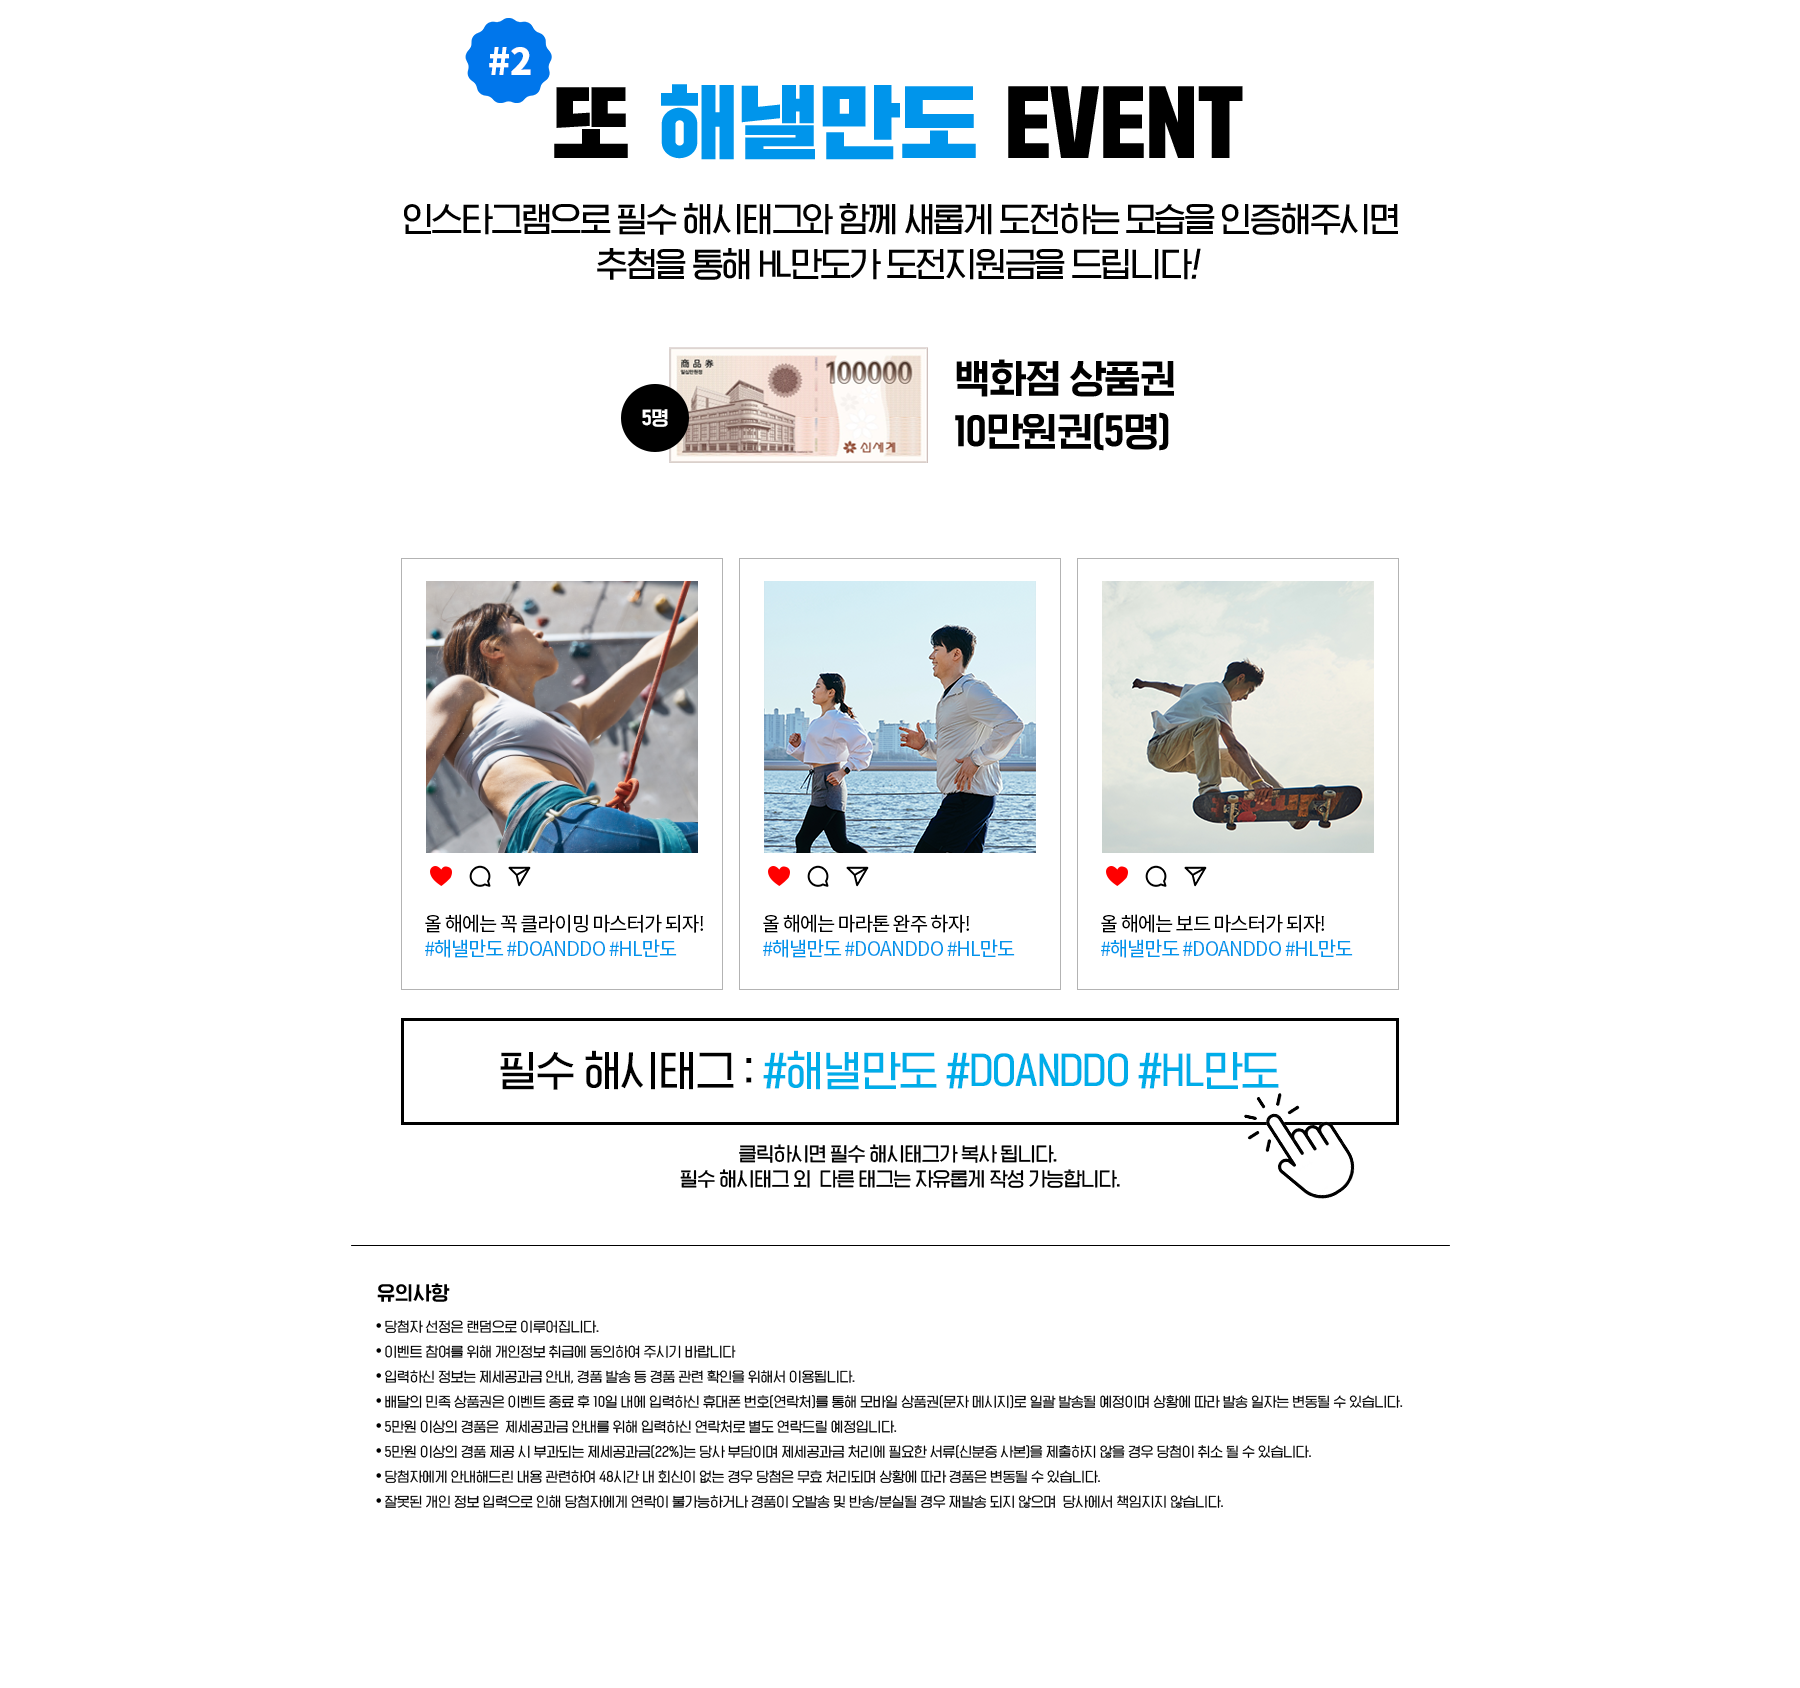 #2
또 해낼만도 EVENT
인스타그램으로 필수 해시태그와 함께 새롭게 도전하는 모습을 인증해주시면
추첨을 통해 HL만도가 도전지원금을 드립니다!
商品券
100000
5명
신세계
백화점 상품권
10만원권(5명)
올 해에는 꼭 클라이밍 마스터가 되자!
#해낼만도 #DOANDDO #HL만도
올 해에는 마라톤 완주 하자!
#해낼만도 #DOANDDO #HL만도
올 해에는 보드 마스터가 되자!
#해낼만도 #DOANDDO #HL만도
필수 해시태그 : #해낼만도 #DOANDDO #HL만도
클릭하시면 필수 해시태그가 복사 됩니다.
필수 해시태그 외 다른 태그는 자유롭게 작성 가능합니다.
유의사항
• 당첨자 선정은 랜덤으로 이루어집니다.
• 이벤트 참여를 위해 개인정보 취급에 동의하여 주시기 바랍니다
• 입력하신 정보는 제세공과금 안내, 경품 발송 등 경품 관련 확인을 위해서 이용됩니다.
• 배달의 민족 상품권은 이벤트 종료 후 10일 내에 입력하신 휴대폰 번호(연락처)를 통해 모바일 상품권(문자 메시지)로 일괄 발송될 예정이며 상황에 따라 발송 일자는 변동될 수 있습니다.
• 5만원 이상의 경품은 제세공과금 안내를 위해 입력하신 연락처로 별도 연락드릴 예정입니다.
• 5만원 이상의 경품 제공 시 부과되는 제세공과금(22%)는 당사 부담이며 제세공과금 처리에 필요한 서류(신분증 사본)을 제출하지 않을 경우 당첨이 취소 될 수 있습니다.
• 당첨자에게 안내해드린 내용 관련하여 48시간 내 회신이 없는 경우 당첨은 무효 처리되며 상황에 따라 경품은 변동될 수 있습니다.
• 잘못된 개인 정보 입력으로 인해 당첨자에게 연락이 불가능하거나 경품이 오발송 및 반송/분실될 경우 재발송 되지 않으며 당사에서 책임지지 않습니다.